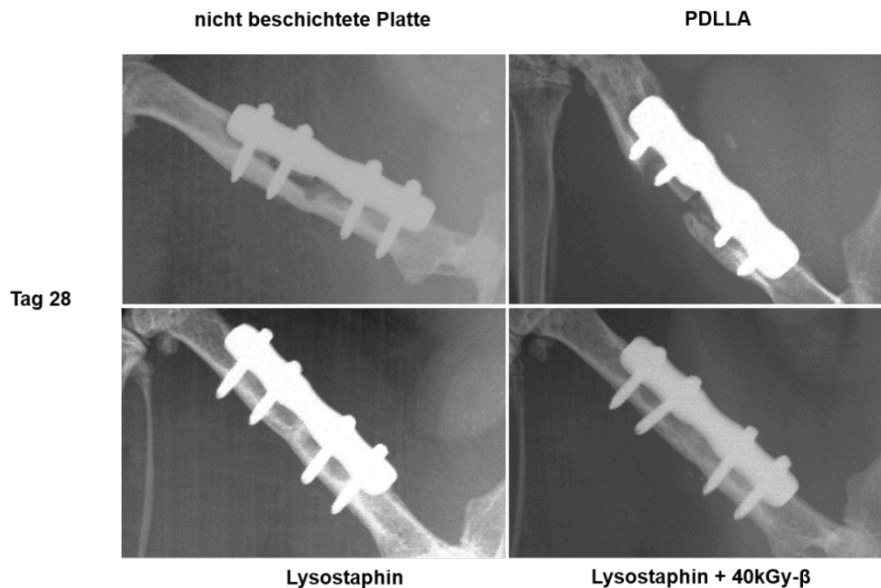 nicht beschichtete Platte
PDLLA
Tag 28
Lysostaphin
Lysostaphin + 40kGy-β